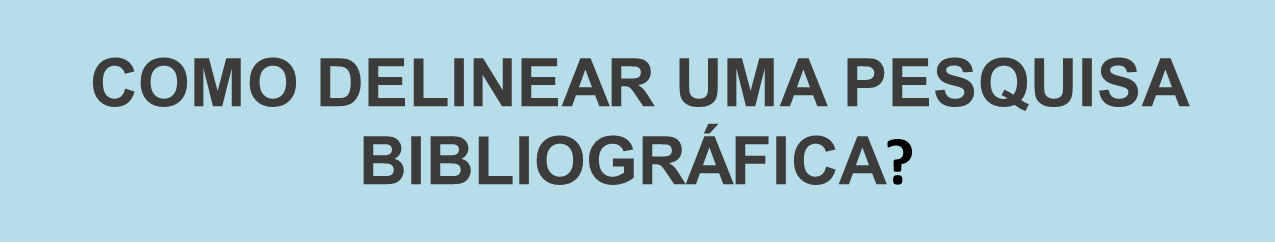 COMO DELINEAR UMA PESQUISA
BIBLIOGRÁFICA?